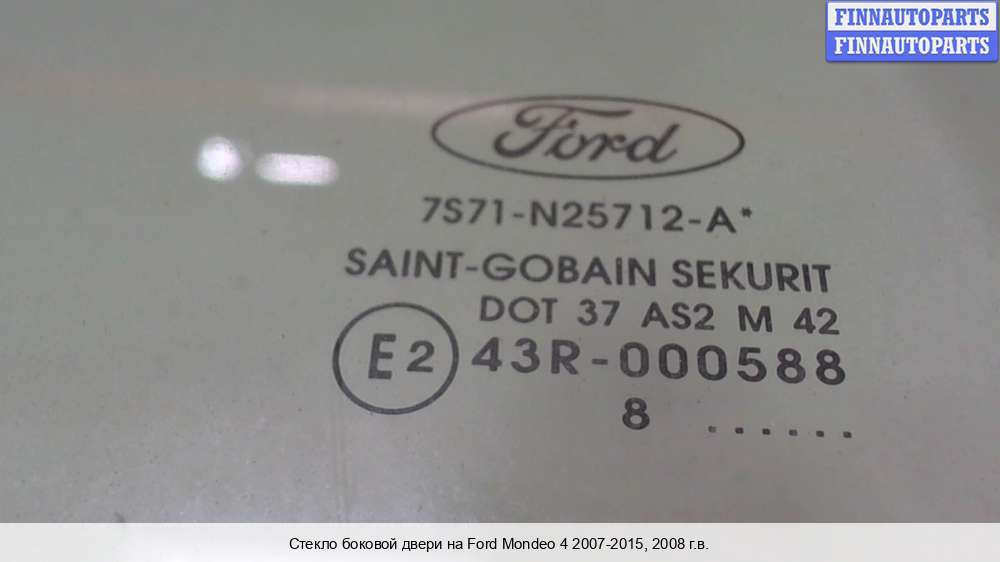 FINNAUTOPARTS
FINNAUTOPARTS
Ford
7S71-N25712-A*
SAINT-GOBAIN SEKURIT
DOT 37 AS2 M 42
E2 43R-000588
8 ......
Стекло боковой двери на Ford Mondeo 4 2007-2015, 2008 г.в.